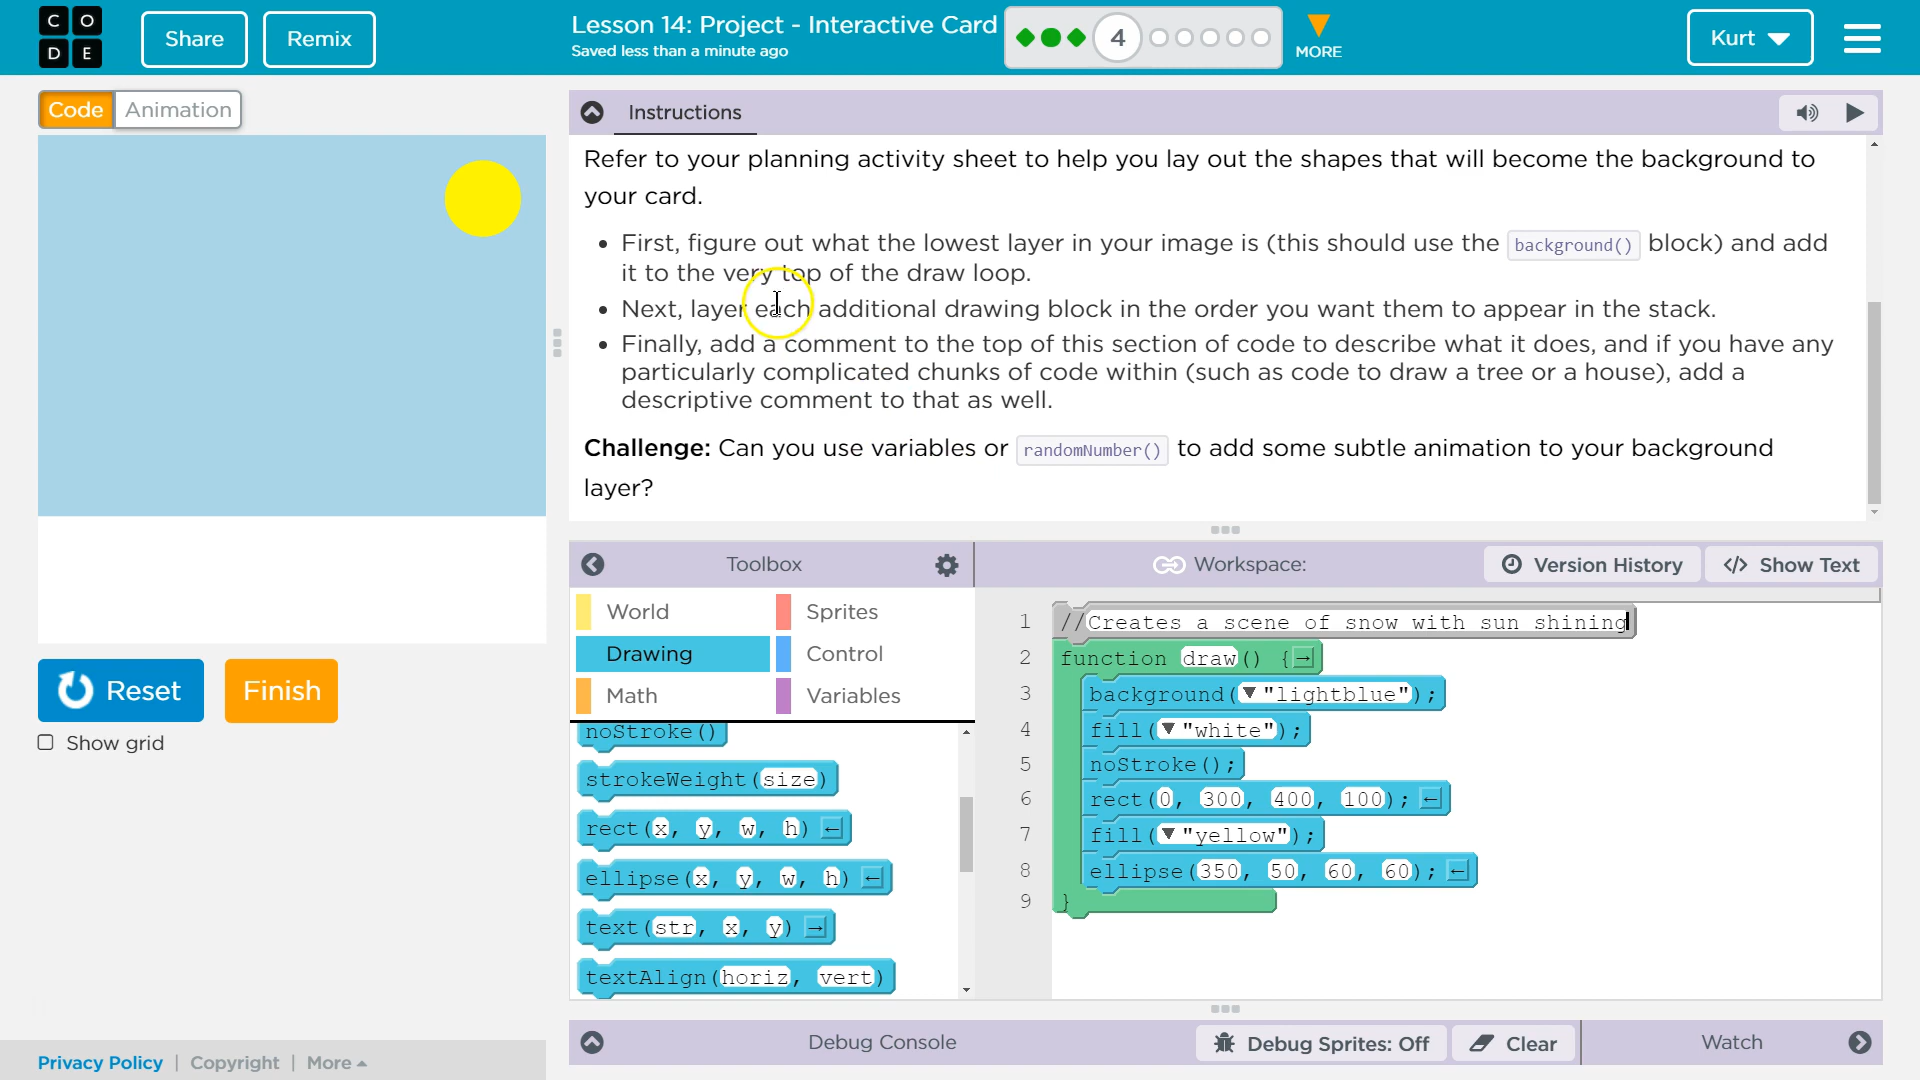 C O
D E
Share
Remix
Lesson 14: Project - Interactive Card
Saved less than a minute ago
4
MORE
Kurt
Code
Animation
Instructions
Refer to your planning activity sheet to help you lay out the shapes that will become the background to
your card.
First, figure out what the lowest layer in your image is (this should use the background() block) and add
it to the very top of the draw loop.
Next, layer each additional drawing block in the order you want them to appear in the stack.
Finally, add a comment to the top of this section of code to describe what it does, and if you have any
particularly complicated chunks of code within (such as code to draw a tree or a house), add a
descriptive comment to that as well.
Challenge: Can you use variables or randomNumber() to add some subtle animation to your background
layer?
Reset
Finish
Show grid
Toolbox
World
Sprites
Drawing
Control
Math
Variables
noStroke()
strokeWeight(size)
rect(x, y, w, h)
ellipse(x, y, w, h)
text(str, x, y)
textAlign(horiz, vert)
Workspace:
Version History
</> Show Text
1 //Creates a scene of snow with sun shining
2 function draw() {
3 background("lightblue");
4 fill("white");
5 noStroke();
6 rect(0, 300, 400, 100);
7 fill("yellow");
8 ellipse(350, 50, 60, 60);
9 }
Debug Console
Debug Sprites: Off
Clear
Watch
Privacy Policy | Copyright | More